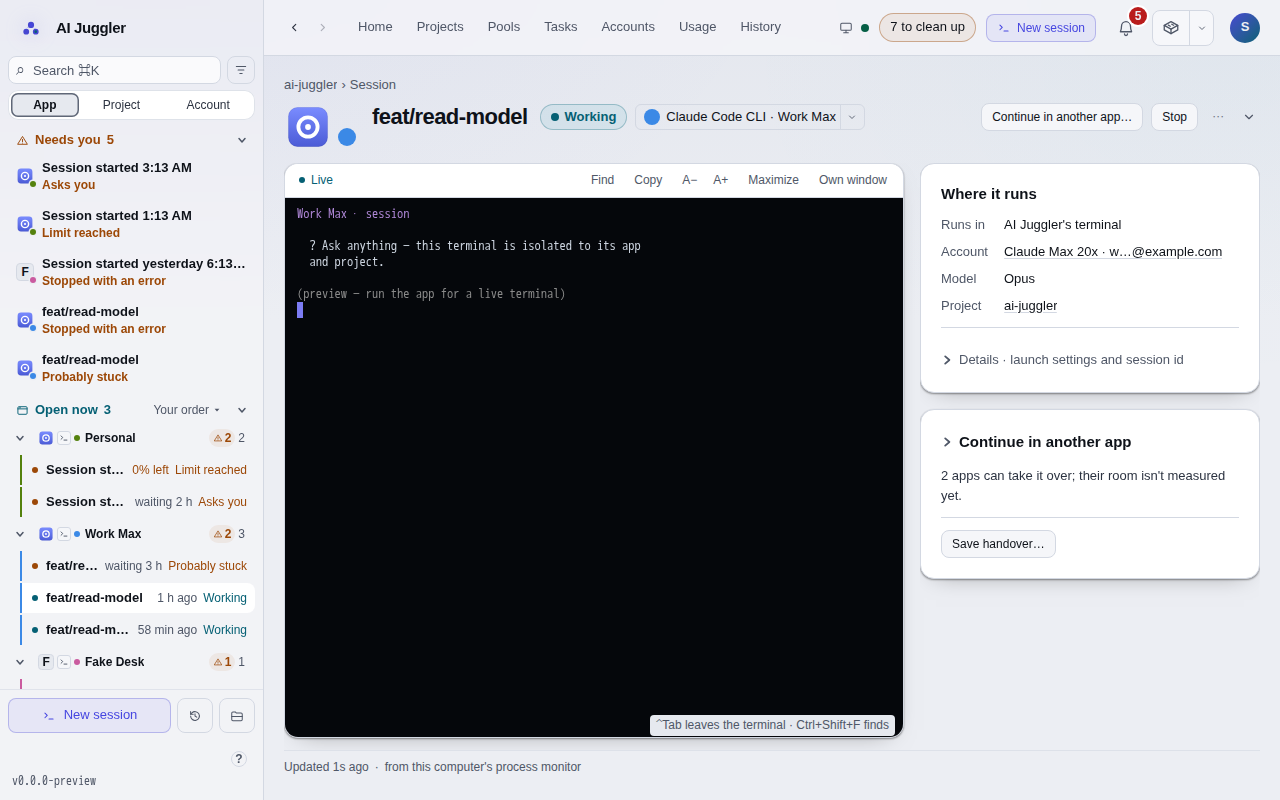 AI Juggler
Search ⌘K
App Project Account
Needs you 5
Session started 3:13 AM
Asks you
Session started 1:13 AM
Limit reached
F
Session started yesterday 6:13…
Stopped with an error
feat/read-model
Stopped with an error
feat/read-model
Probably stuck
Open now 3 Your order
Personal 2 2
Session st… 0% left Limit reached
Session st… waiting 2 h Asks you
Work Max 2 3
feat/re… waiting 3 h Probably stuck
feat/read-model 1 h ago Working
feat/read-m… 58 min ago Working
F Fake Desk 1 1
New session
?
v0.0.0-preview
Home Projects Pools Tasks Accounts Usage History
7 to clean up
New session
5
S
ai-juggler › Session
feat/read-model
Working
Claude Code CLI · Work Max
Continue in another app… Stop ···
Live Find Copy A− A+ Maximize Own window
Work Max · session
? Ask anything — this terminal is isolated to its app
and project.
(preview — run the app for a live terminal)
^Tab leaves the terminal · Ctrl+Shift+F finds
Where it runs
Runs in AI Juggler's terminal
Account Claude Max 20x · w…@example.com
Model Opus
Project ai-juggler
Details · launch settings and session id
Continue in another app
2 apps can take it over; their room isn't measured
yet.
Save handover…
Updated 1s ago · from this computer's process monitor